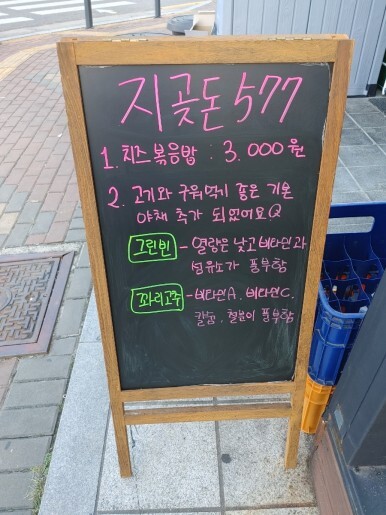 지곶돈 577
1. 치즈 볶음밥 : 3.000원
2. 고기와 구워먹기 좋은 기본
야채 추가 되었어요
그린빈 - 열량은 낮고 비타민과
섬유소가 풍부함
꽈리고추 - 비타민A. 비타민C.
칼슘. 철분이 풍부함